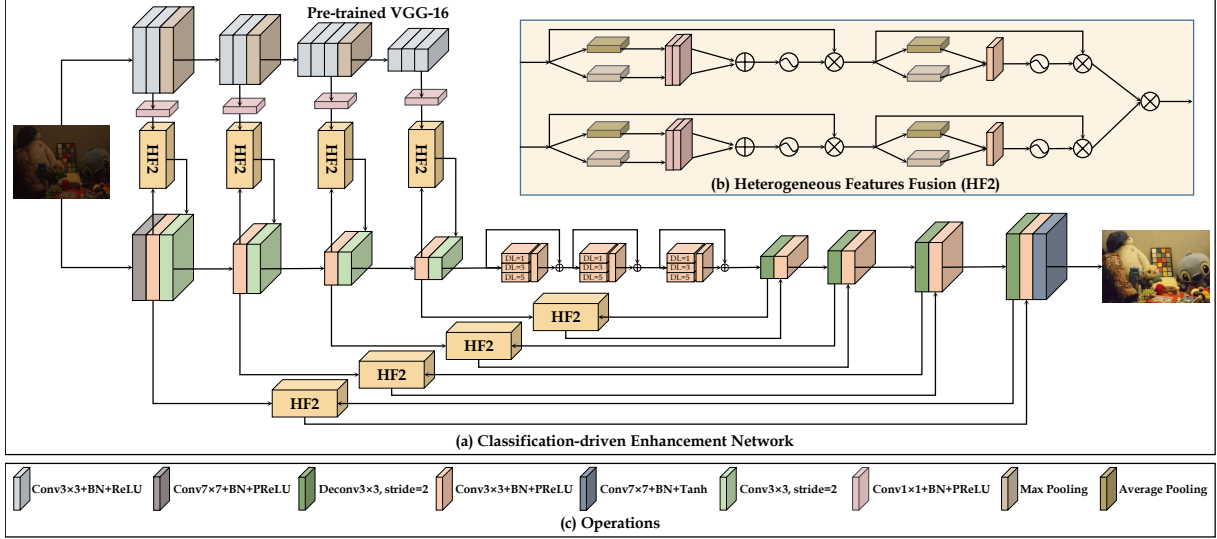 Pre-trained VGG-16
HF2
HF2
HF2
HF2
(b) Heterogeneous Features Fusion (HF2)
DL=1
DL=3
DL=5
DL=1
DL=3
DL=5
DL=1
DL=3
DL=5
HF2
HF2
HF2
HF2
(a) Classification-driven Enhancement Network
Conv3×3+BN+ReLU
Conv7×7+BN+PReLU
Deconv3×3, stride=2
Conv3×3+BN+PReLU
Conv7×7+BN+Tanh
Conv3×3, stride=2
Conv1×1+BN+PReLU
Max Pooling
Average Pooling
(c) Operations